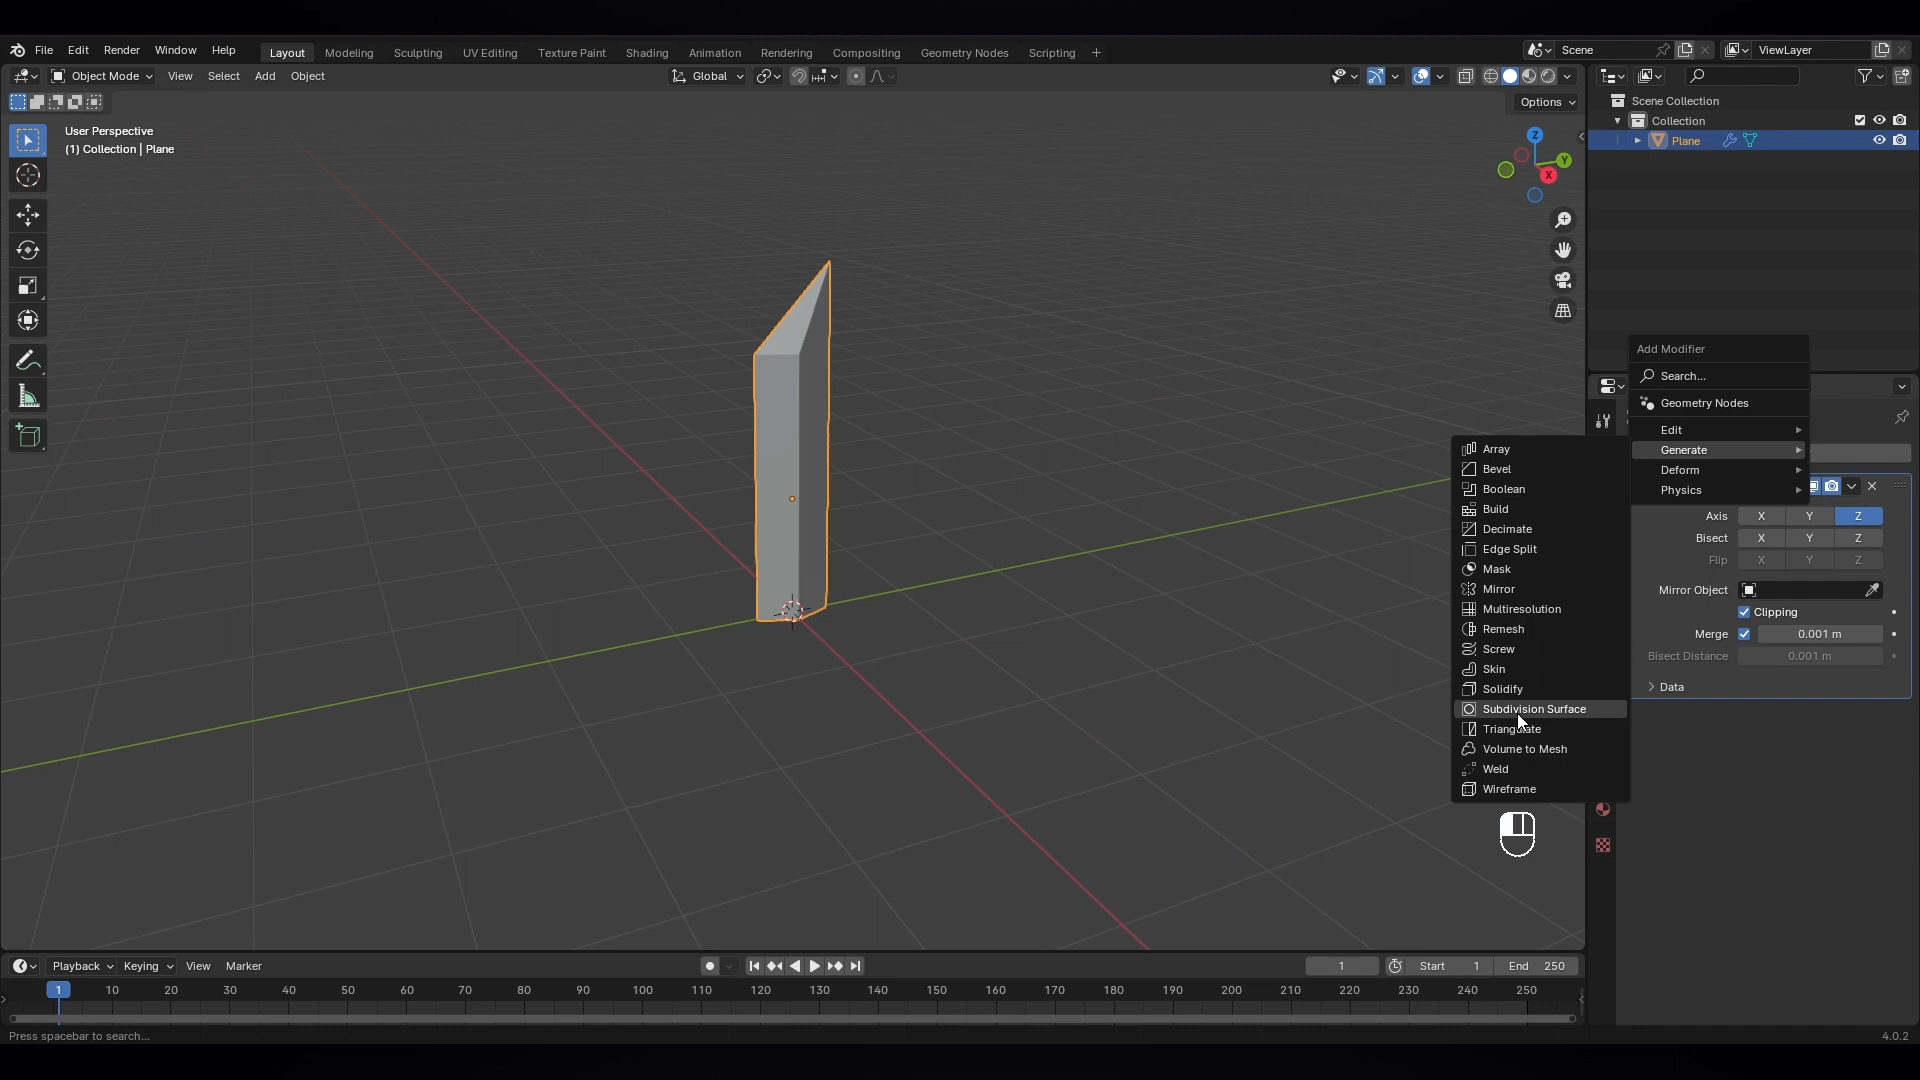 File Edit Render Window Help Layout Modeling Sculpting UV Editing Texture Paint Shading Animation Rendering Compositing Geometry Nodes Scripting + Scene ViewLayer
Object Mode View Select Add Object Global
Options
User Perspective
(1) Collection | Plane
Z
Y
X
Scene Collection
Collection
Plane
Add Modifier
Search...
Geometry Nodes
Edit
Generate
Deform
Physics
Array
Bevel
Boolean
Build
Decimate
Edge Split
Mask
Mirror
Multiresolution
Remesh
Screw
Skin
Solidify
Subdivision Surface
Triangulate
Volume to Mesh
Weld
Wireframe
Axis X Y Z
Bisect X Y Z
Flip X Y Z
Mirror Object
Clipping
Merge 0.001 m
Bisect Distance 0.001 m
Data
Playback Keying View Marker 1 Start 1 End 250
1 10 20 30 40 50 60 70 80 90 100 110 120 130 140 150 160 170 180 190 200 210 220 230 240 250
Press spacebar to search... 4.0.2